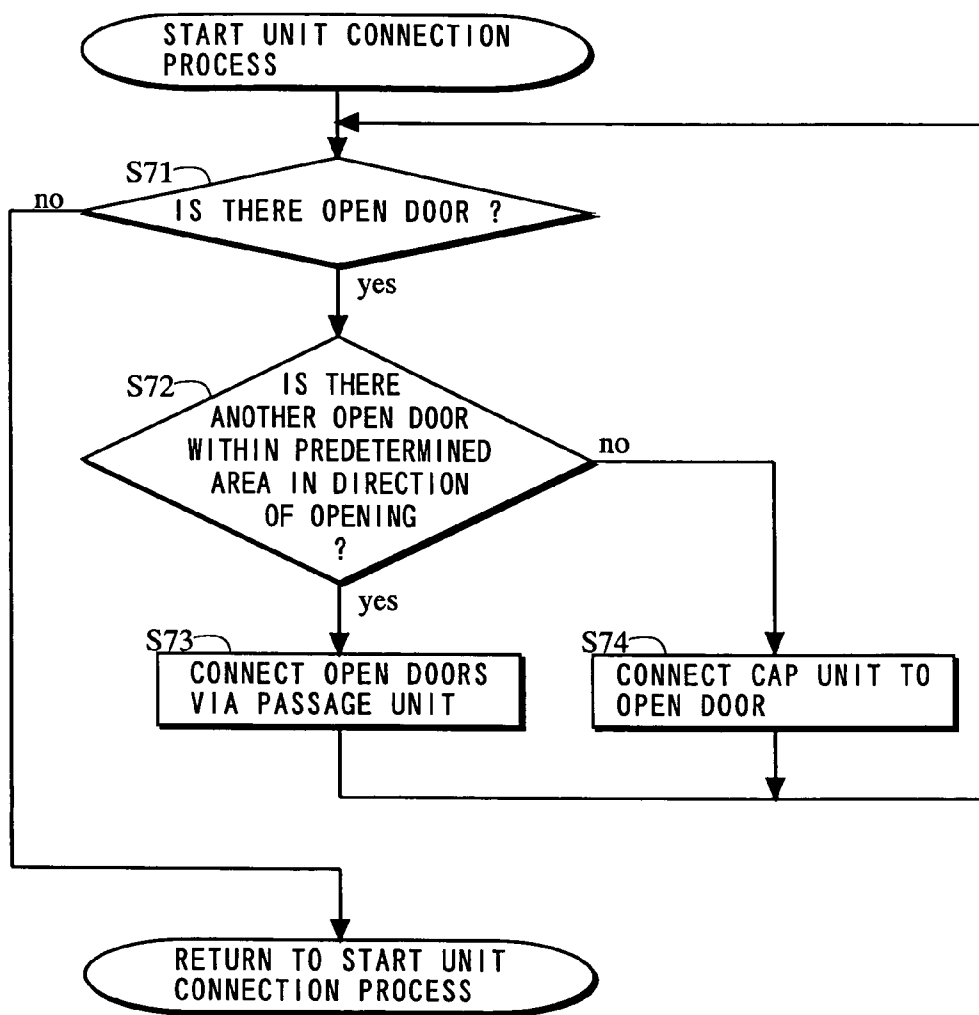 START UNIT CONNECTION
PROCESS
S71
no
IS THERE OPEN DOOR ?
yes
S72
IS THERE
ANOTHER OPEN DOOR
WITHIN PREDETERMINED
AREA IN DIRECTION
OF OPENING
?
no
yes
S73
CONNECT OPEN DOORS
VIA PASSAGE UNIT
S74
CONNECT CAP UNIT TO
OPEN DOOR
RETURN TO START UNIT
CONNECTION PROCESS